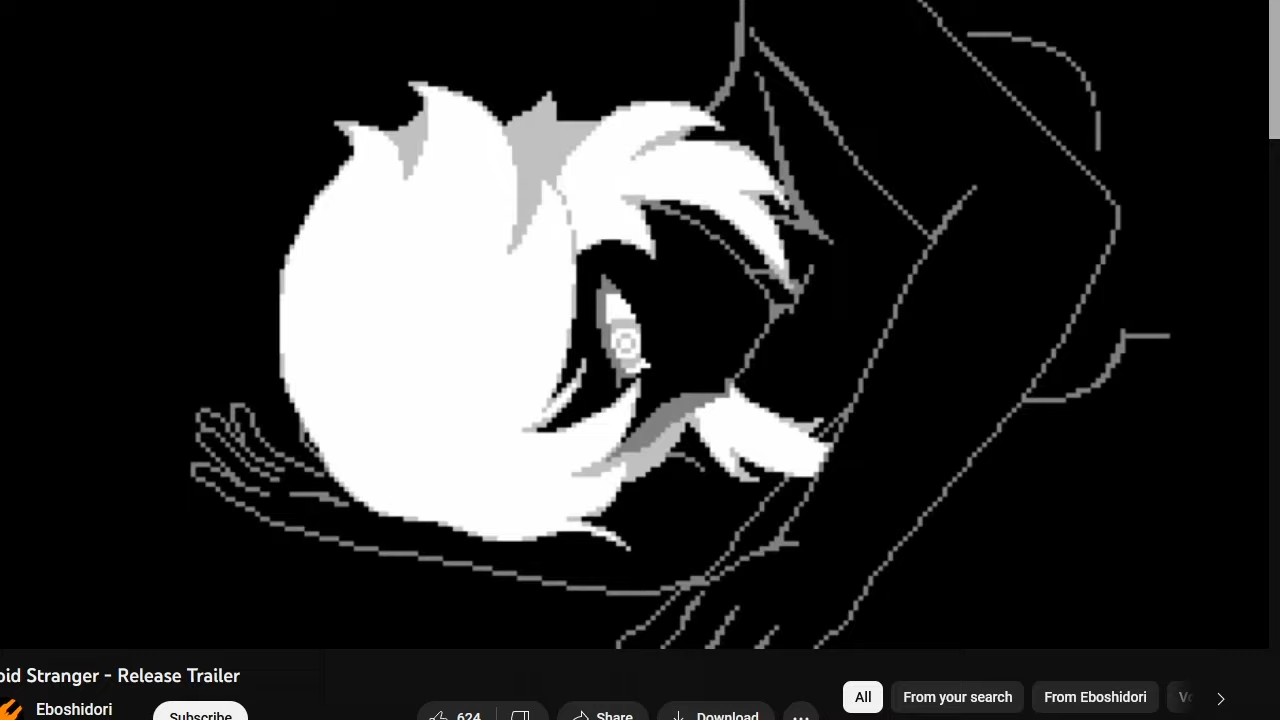 oid Stranger - Release Trailer
Eboshidori
Subscribe
624
Share
Download
All
From your search
From Eboshidori